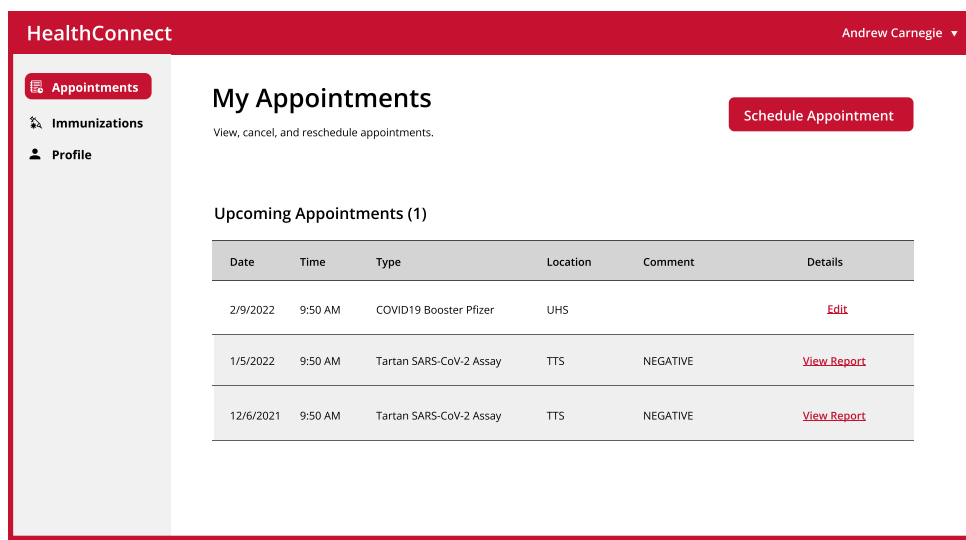 HealthConnect
Andrew Carnegie
Appointments
Immunizations
Profile
My Appointments
View, cancel, and reschedule appointments.
Schedule Appointment
Upcoming Appointments (1)
Date Time Type Location Comment Details
2/9/2022 9:50 AM COVID19 Booster Pfizer UHS Edit
1/5/2022 9:50 AM Tartan SARS-CoV-2 Assay TTS NEGATIVE View Report
12/6/2021 9:50 AM Tartan SARS-CoV-2 Assay TTS NEGATIVE View Report